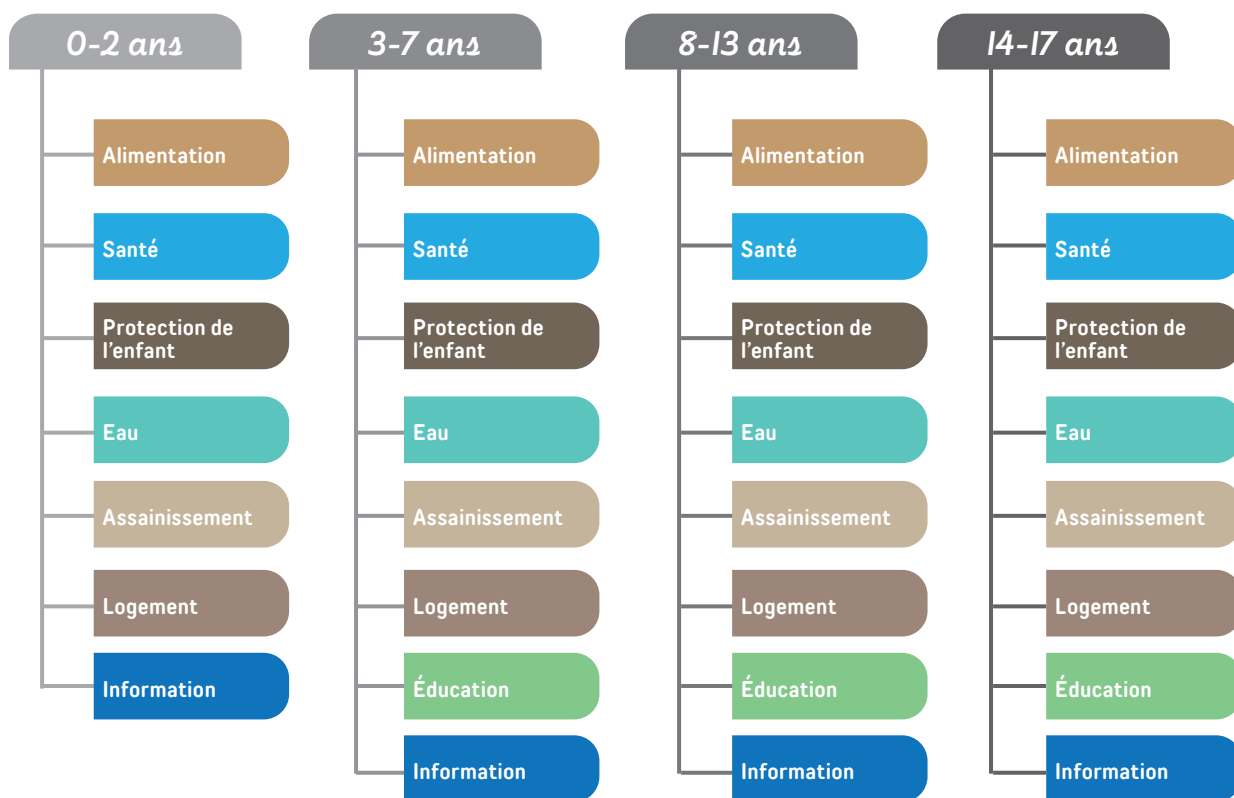 0-2 ans
Alimentation
Santé
Protection de
l'enfant
Eau
Assainissement
Logement
Information
3-7 ans
Alimentation
Santé
Protection de
l'enfant
Eau
Assainissement
Logement
Éducation
Information
8-13 ans
Alimentation
Santé
Protection de
l'enfant
Eau
Assainissement
Logement
Éducation
Information
14-17 ans
Alimentation
Santé
Protection de
l'enfant
Eau
Assainissement
Logement
Éducation
Information